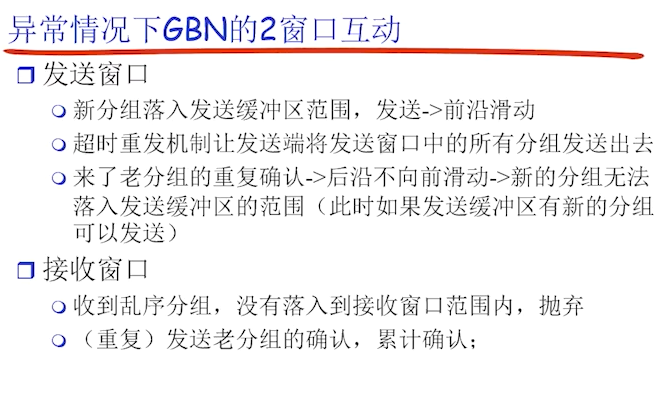 异常情况下GBN的2窗口互动
发送窗口
新分组落入发送缓冲区范围，发送->前沿滑动
超时重发机制让发送端将发送窗口中的所有分组发送出去
来了老分组的重复确认->后沿不向前滑动->新的分组无法
落入发送缓冲区的范围（此时如果发送缓冲区有新的分组
可以发送）
接收窗口
收到乱序分组，没有落入到接收窗口范围内，抛弃
（重复）发送老分组的确认，累计确认；